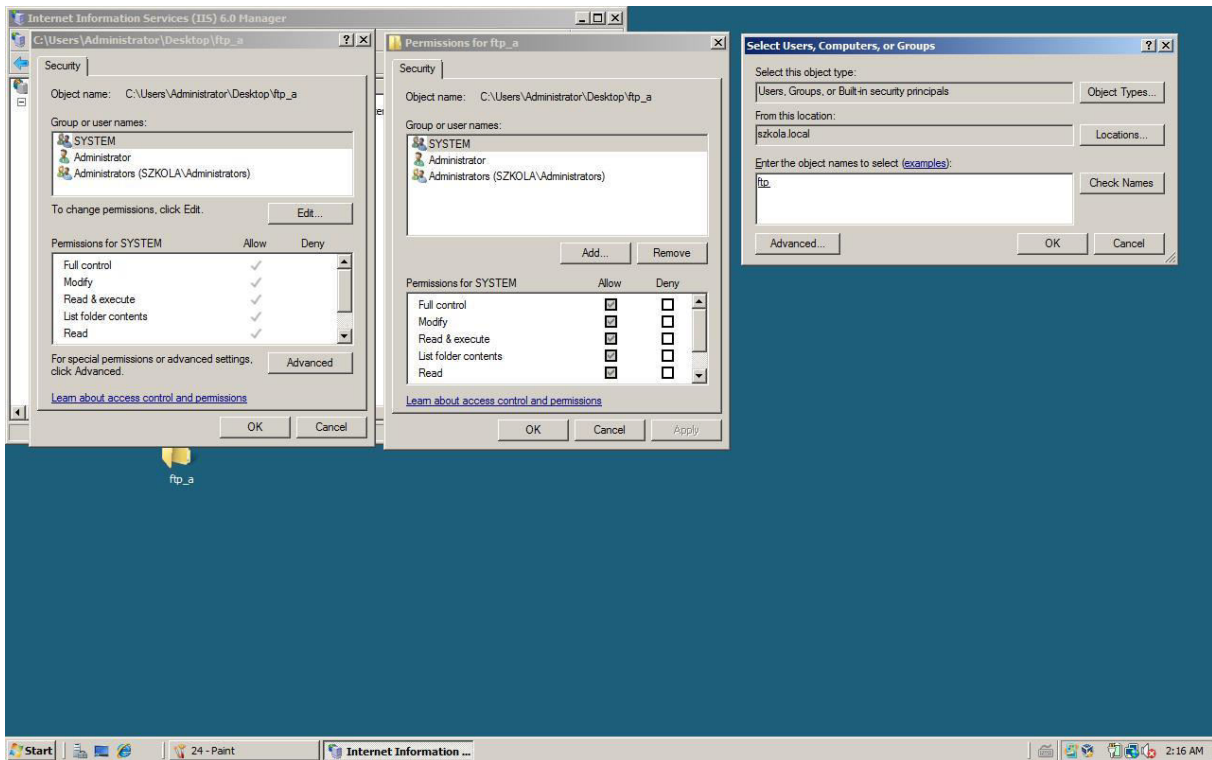 Internet Information Services (IIS) 6.0 Manager
C:\Users\Administrator\Desktop\ftp_a
Security
Object name: C:\Users\Administrator\Desktop\ftp_a
Group or user names:
SYSTEM
Administrator
Administrators (SZKOLA\Administrators)
To change permissions, click Edit.
Edit...
Permissions for SYSTEM Allow Deny
Full control
Modify
Read & execute
List folder contents
Read
For special permissions or advanced settings,
click Advanced.
Advanced
Learn about access control and permissions
OK Cancel
Permissions for ftp_a
Security
Object name: C:\Users\Administrator\Desktop\ftp_a
Group or user names:
SYSTEM
Administrator
Administrators (SZKOLA\Administrators)
Add... Remove
Permissions for SYSTEM Allow Deny
Full control
Modify
Read & execute
List folder contents
Read
Learn about access control and permissions
OK Cancel Apply
Select Users, Computers, or Groups
Select this object type:
Users, Groups, or Built-in security principals
Object Types...
From this location:
szkola.local
Locations...
Enter the object names to select (examples):
ftp
Check Names
Advanced... OK Cancel
ftp_a
Start 24 - Paint Internet Information ... 2:16 AM